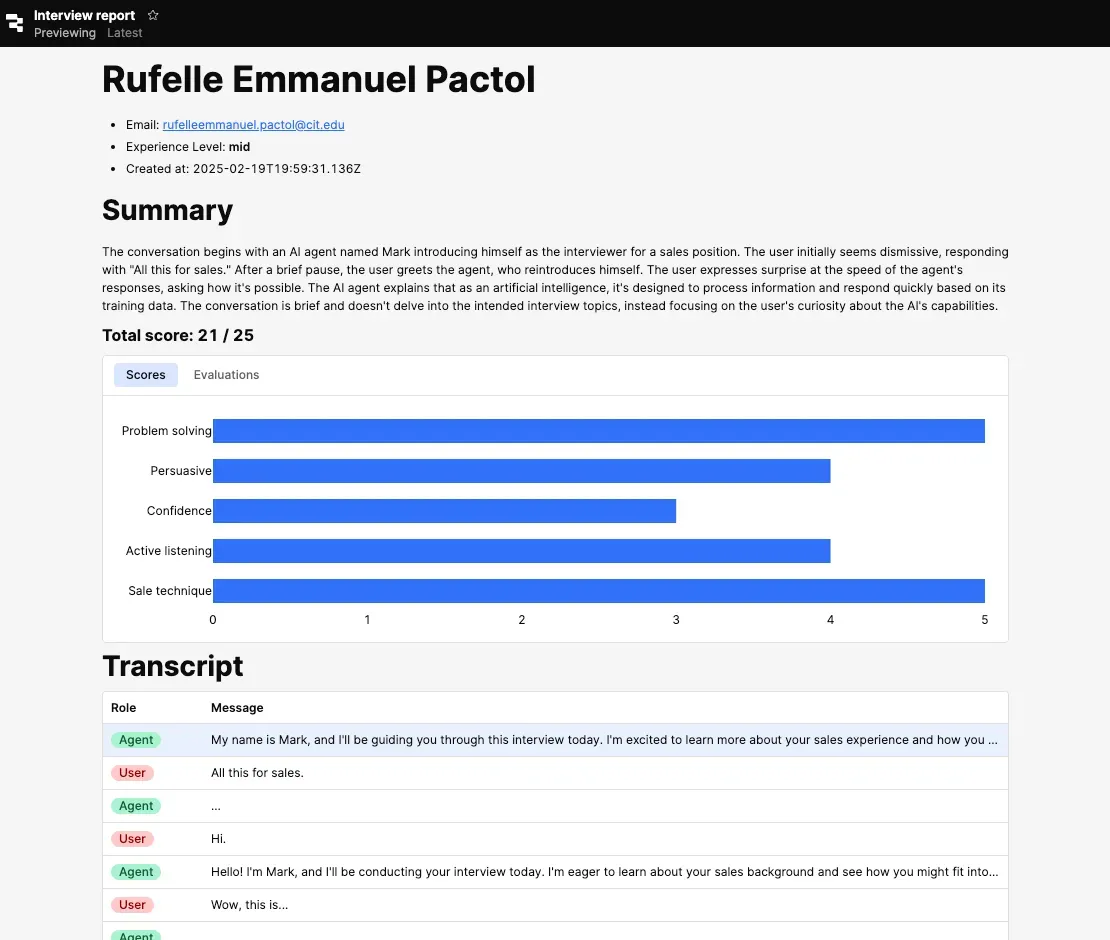 Interview report
Previewing Latest
Rufelle Emmanuel Pactol
• Email: rufelleemmanuel.pactol@cit.edu
• Experience Level: mid
• Created at: 2025-02-19T19:59:31.136Z
Summary
The conversation begins with an AI agent named Mark introducing himself as the interviewer for a sales position. The user initially seems dismissive, responding
with "All this for sales." After a brief pause, the user greets the agent, who reintroduces himself. The user expresses surprise at the speed of the agent's
responses, asking how it's possible. The AI agent explains that as an artificial intelligence, it's designed to process information and respond quickly based on its
training data. The conversation is brief and doesn't delve into the intended interview topics, instead focusing on the user's curiosity about the AI's capabilities.
Total score: 21 / 25
Scores Evaluations
Problem solving
Persuasive
Confidence
Active listening
Sale technique
0 1 2 3 4 5
Transcript
Role Message
Agent My name is Mark, and I'll be guiding you through this interview today. I'm excited to learn more about your sales experience and how you ...
User All this for sales.
Agent ...
User Hi.
Agent Hello! I'm Mark, and I'll be conducting your interview today. I'm eager to learn about your sales background and see how you might fit into...
User Wow, this is...
Agent